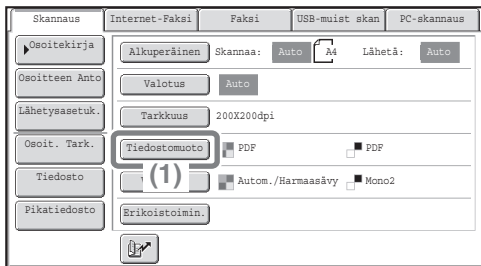 Skannaus Internet-Faksi Faksi USB-muist skan PC-skannaus
Osoitekirja
Alkuperäinen Skannaa: Auto A4 Lähetä: Auto
Osoitteen Anto
Valotus Auto
Lähetysasetuk.
Tarkkuus 200X200dpi
Osoit. Tark.
Tiedostomuoto PDF PDF
Tiedosto
(1) Autom./Harmaasävy Mono2
Pikatiedosto
Erikoistoimin.